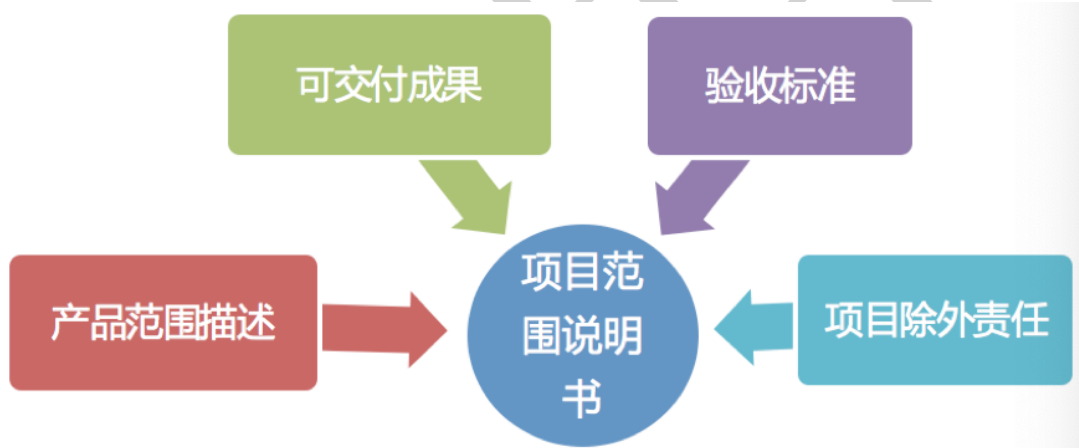 可交付成果
验收标准
产品范围描述
项目范
围说明
书
项目除外责任